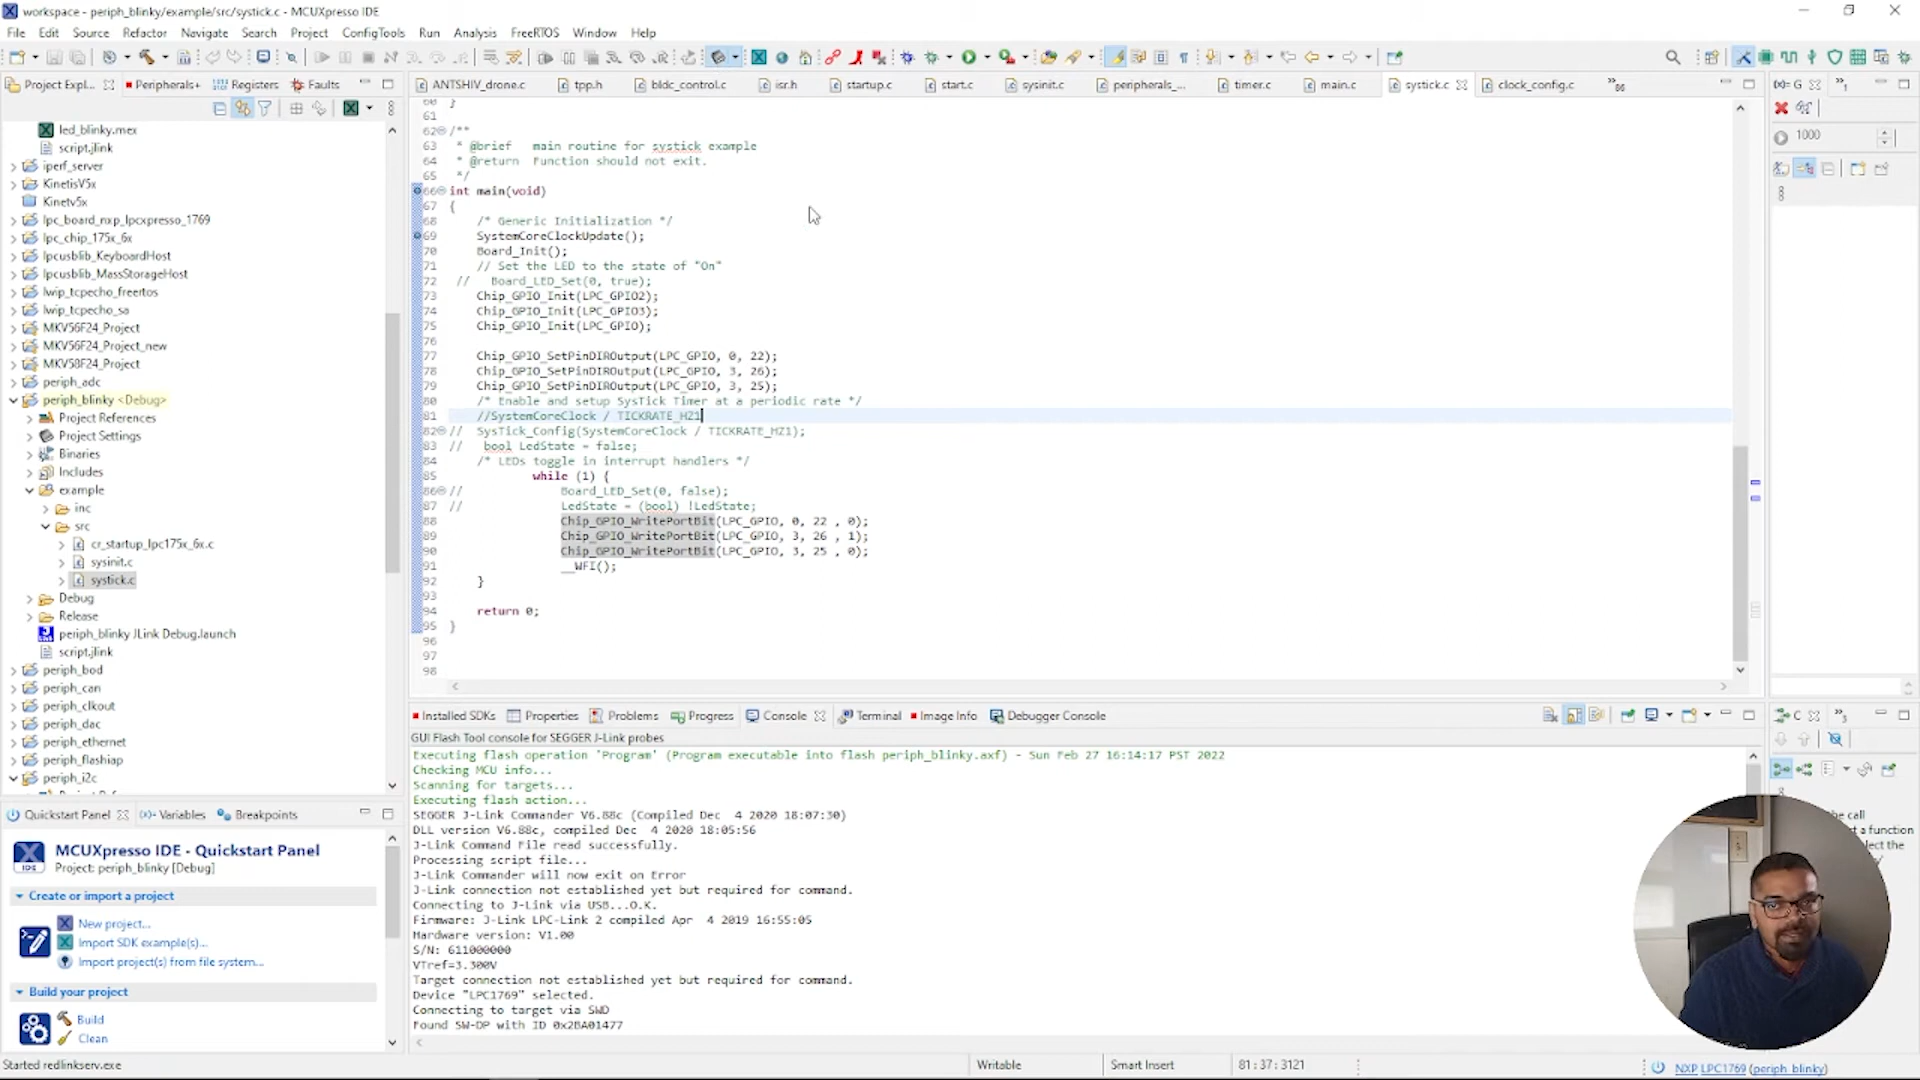 workspace - periph_blinky/example/src/systick.c - MCUXpresso IDE
File Edit Source Refactor Navigate Search Project ConfigTools Run Analysis FreeRTOS Window Help
Project Expl... Peripherals+ Registers Faults
ANTSHIV_drone.c tpp.h bldc_control.c isr.h startup.c start.c sysinit.c peripherals_... timer.c main.c systick.c clock_config.c
1000
led_blinky.mex
script.jlink
iperf_server
KinetisV5x
Kinetv5x
lpc_board_nxp_lpcxpresso_1769
lpc_chip_175x_6x
lpcusblib_KeyboardHost
lpcusblib_MassStorageHost
lwip_tcpecho_freertos
lwip_tcpecho_sa
MKV56F24_Project
MKV56F24_Project_new
MKV58F24_Project
periph_adc
periph_blinky <Debug>
Project References
Project Settings
Binaries
Includes
example
inc
src
cr_startup_lpc175x_6x.c
sysinit.c
systick.c
Debug
Release
periph_blinky JLink Debug.launch
script.jlink
periph_bod
periph_can
periph_clkout
periph_dac
periph_ethernet
periph_flashiap
periph_i2c
60 }
61
62 /**
63 * @brief main routine for systick example
64 * @return Function should not exit.
65 */
66 int main(void)
67 {
68 /* Generic Initialization */
69 SystemCoreClockUpdate();
70 Board_Init();
71 // Set the LED to the state of "On"
72 // Board_LED_Set(0, true);
73 Chip_GPIO_Init(LPC_GPIO2);
74 Chip_GPIO_Init(LPC_GPIO3);
75 Chip_GPIO_Init(LPC_GPIO);
76
77 Chip_GPIO_SetPinDIROutput(LPC_GPIO, 0, 22);
78 Chip_GPIO_SetPinDIROutput(LPC_GPIO, 3, 26);
79 Chip_GPIO_SetPinDIROutput(LPC_GPIO, 3, 25);
80 /* Enable and setup SysTick Timer at a periodic rate */
81 //SystemCoreClock / TICKRATE_HZ1
82 // SysTick_Config(SystemCoreClock / TICKRATE_HZ1);
83 // bool LedState = false;
84 /* LEDs toggle in interrupt handlers */
85 while (1) {
86 // Board_LED_Set(0, false);
87 // LedState = (bool) !LedState;
88 Chip_GPIO_WritePortBit(LPC_GPIO, 0, 22 , 0);
89 Chip_GPIO_WritePortBit(LPC_GPIO, 3, 26 , 1);
90 Chip_GPIO_WritePortBit(LPC_GPIO, 3, 25 , 0);
91 __WFI();
92 }
93
94 return 0;
95 }
96
97
98
Installed SDKs Properties Problems Progress Console Terminal Image Info Debugger Console
GUI Flash Tool console for SEGGER J-Link probes
Executing flash operation 'Program' (Program executable into flash periph_blinky.axf) - Sun Feb 27 16:14:17 PST 2022
Checking MCU info...
Scanning for targets...
Executing flash action...
SEGGER J-Link Commander V6.88c (Compiled Dec 4 2020 18:07:30)
DLL version V6.88c, compiled Dec 4 2020 18:05:56
J-Link Command File read successfully.
Processing script file...
J-Link Commander will now exit on Error
J-Link connection not established yet but required for command.
Connecting to J-Link via USB...O.K.
Firmware: J-Link LPC-Link 2 compiled Apr 4 2019 16:55:05
Hardware version: V1.00
S/N: 611000000
VTref=3.300V
Target connection not established yet but required for command.
Device "LPC1769" selected.
Connecting to target via SWD
Found SW-DP with ID 0x2BA01477
Quickstart Panel Variables Breakpoints
MCUXpresso IDE - Quickstart Panel
Project: periph_blinky [Debug]
Create or import a project
New project...
Import SDK example(s)...
Import project(s) from file system...
Build your project
Build
Clean
he call
t a function
lect the
Started redlinkserv.exe
Writable
Smart Insert
81:37:3121
NXP LPC1769 (periph_blinky)